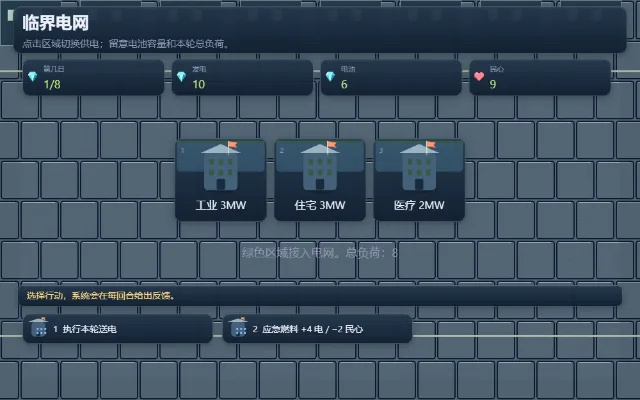 临界电网
点击区域切换供电；留意电池容量和本轮总负荷。
第几日
1/8
发电
10
电池
6
民心
9
1
工业 3MW
2
住宅 3MW
3
医疗 2MW
绿色区域接入电网。总负荷：8
选择行动，系统会在每回合给出反馈。
1 执行本轮送电
2 应急燃料 +4 电 / −2 民心